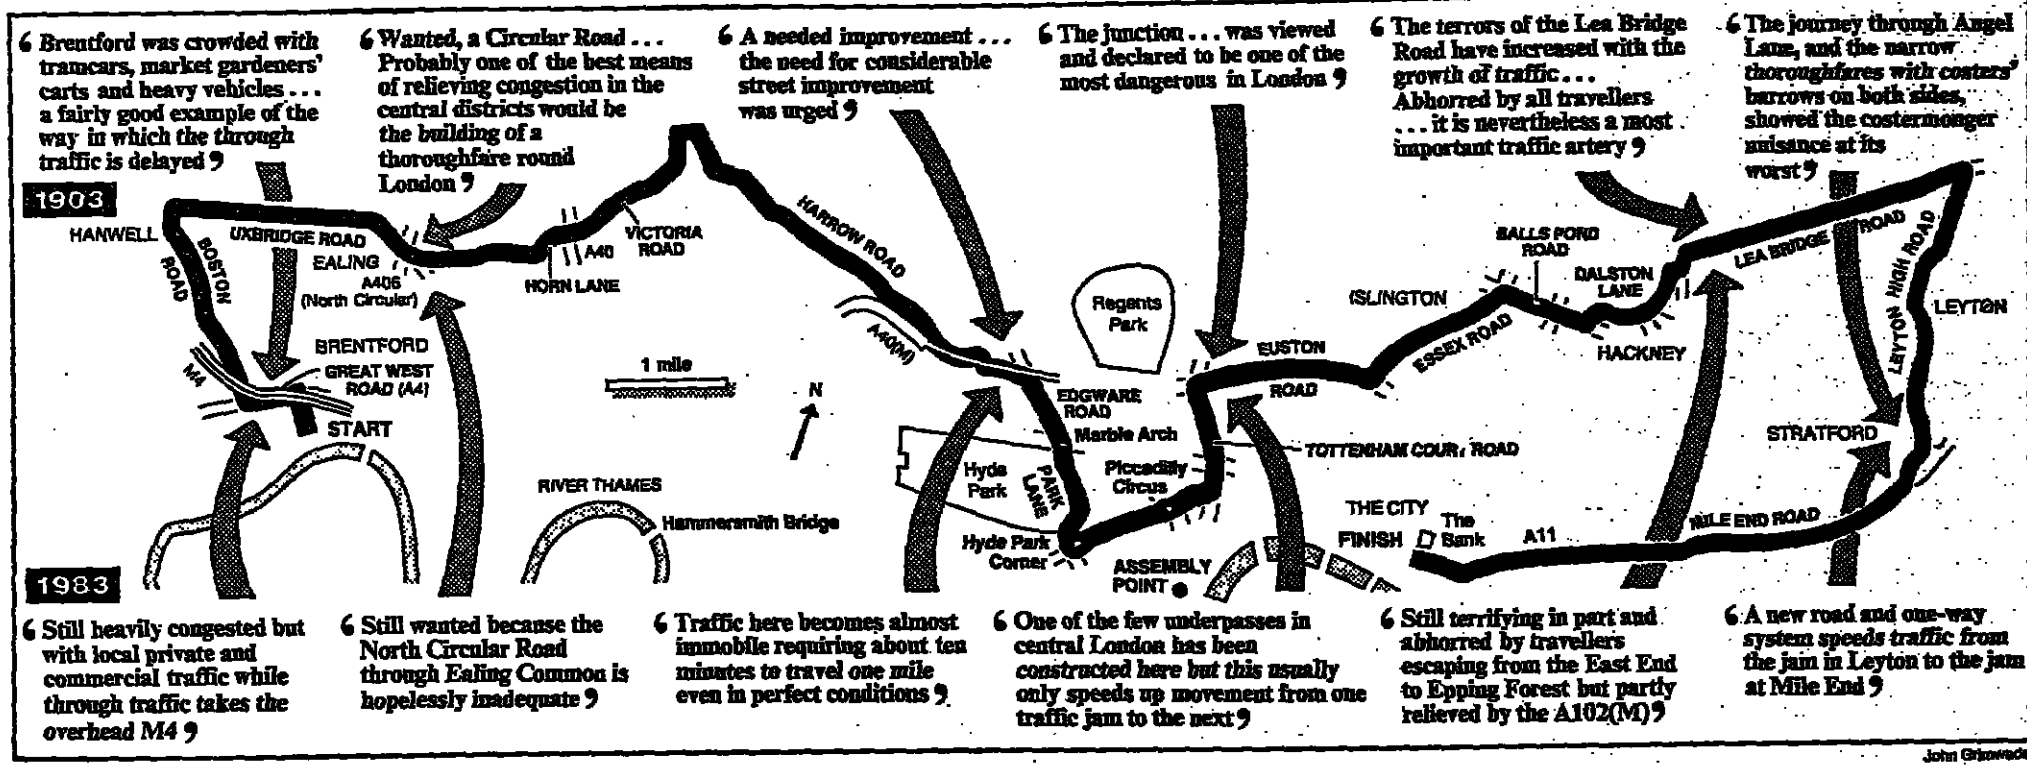 ❛ Brentford was crowded with
tramcars, market gardeners'
carts and heavy vehicles ...
a fairly good example of the
way in which the through
traffic is delayed ❜
❛ Wanted, a Circular Road ...
Probably one of the best means
of relieving congestion in the
central districts would be
the building of a
thoroughfare round
London ❜
❛ A needed improvement ...
the need for considerable
street improvement
was urged ❜
❛ The junction ... was viewed
and declared to be one of the
most dangerous in London ❜
❛ The terrors of the Lea Bridge
Road have increased with the
growth of traffic ...
Abhorred by all travellers
... it is nevertheless a most
important traffic artery ❜
❛ The journey through Angel
Lane, and the narrow
thoroughfares with costers'
barrows on both sides,
showed the costermonger
nuisance at its
worst ❜
1903
HANWELL
BOSTON
ROAD
UXBRIDGE ROAD
EALING
A406
(North Circular)
HORN LANE
A40
VICTORIA
ROAD
HARROW ROAD
A40(M)
BRENTFORD
GREAT WEST
ROAD (A4)
M4
START
1 mile
N
RIVER THAMES
Hammersmith Bridge
Regents
Park
EDGWARE
ROAD
Marble Arch
Hyde
Park
PARK
LANE
Piccadilly
Circus
Hyde Park
Corner
ASSEMBLY
POINT
EUSTON
ROAD
TOTTENHAM COURT ROAD
ISLINGTON
ESSEX ROAD
BALLS POND
ROAD
DALSTON
LANE
HACKNEY
LEA BRIDGE ROAD
LEYTON HIGH ROAD
LEYTON
STRATFORD
MILE END ROAD
A11
THE CITY
FINISH
The
Bank
1983
❛ Still heavily congested but
with local private and
commercial traffic while
through traffic takes the
overhead M4 ❜
❛ Still wanted because the
North Circular Road
through Ealing Common is
hopelessly inadequate ❜
❛ Traffic here becomes almost
immobile requiring about ten
minutes to travel one mile
even in perfect conditions ❜
❛ One of the few underpasses in
central London has been
constructed here but this usually
only speeds up movement from one
traffic jam to the next ❜
❛ Still terrifying in part and
abhorred by travellers
escaping from the East End
to Epping Forest but partly
relieved by the A102(M) ❜
❛ A new road and one-way
system speeds traffic from
the jam in Leyton to the jam
at Mile End ❜
John